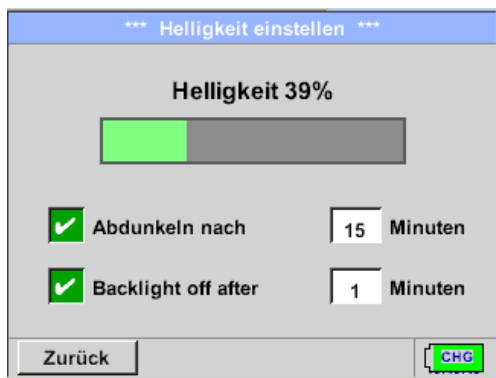 *** Helligkeit einstellen ***
Helligkeit 39%
Abdunkeln nach 15 Minuten
Backlight off after 1 Minuten
Zurück CHG